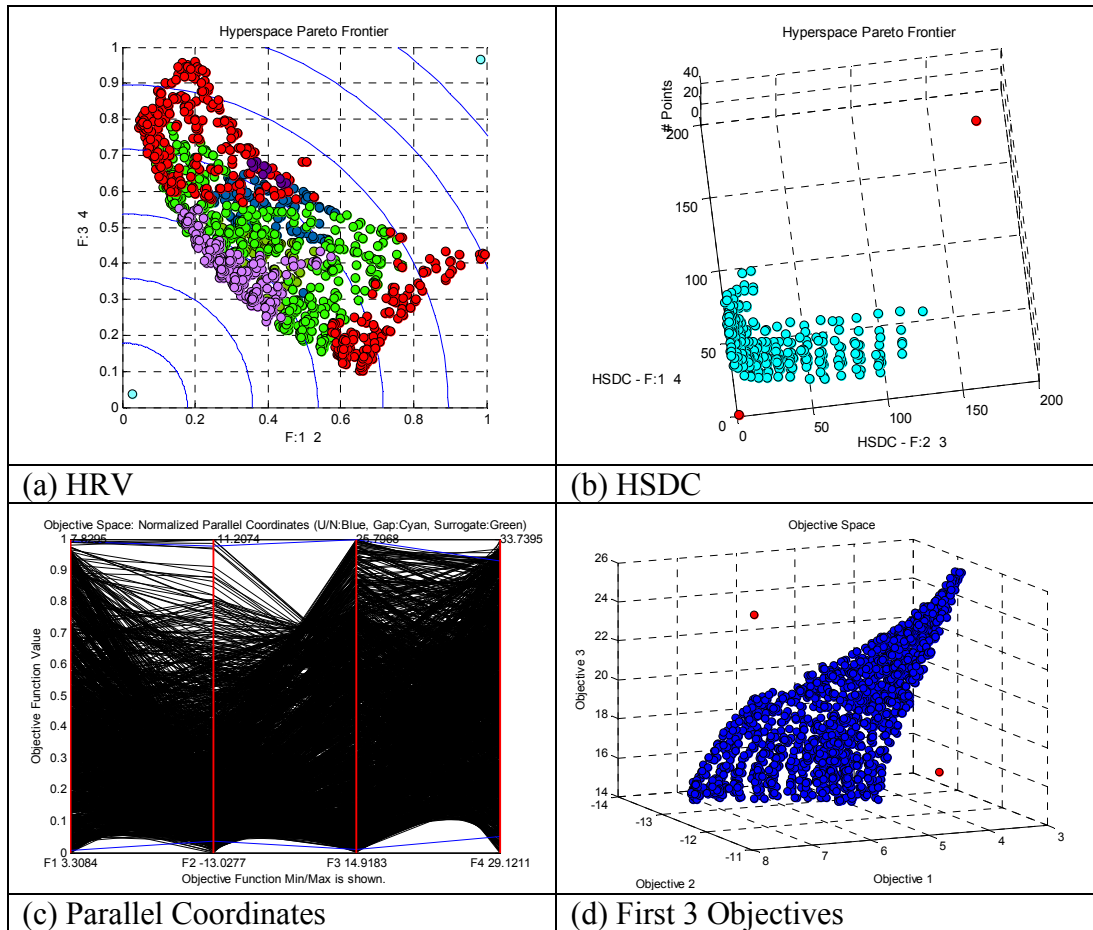 Hyperspace Pareto Frontier
1
0.9
0.8
0.7
0.6
0.5
0.4
0.3
0.2
0.1
0
F:3 4
0 0.2 0.4 0.6 0.8 1
F:1 2
(a) HRV
Hyperspace Pareto Frontier
# Points
40
20
0
200
150
100
50
0
HSDC - F:1 4
0 50 100 150 200
HSDC - F:2 3
(b) HSDC
Objective Space: Normalized Parallel Coordinates (U/N:Blue, Gap:Cyan, Surrogate:Green)
7.8295 -11.2074 25.7968 33.7395
1
0.9
0.8
0.7
0.6
0.5
0.4
0.3
0.2
0.1
0
Objective Function Value
F1 3.3084 F2 -13.0277 F3 14.9183 F4 29.1211
Objective Function Min/Max is shown.
(c) Parallel Coordinates
Objective Space
26
24
22
20
18
16
14
Objective 3
-14
-13
-12
-11
Objective 2
8 7 6 5 4 3
Objective 1
(d) First 3 Objectives